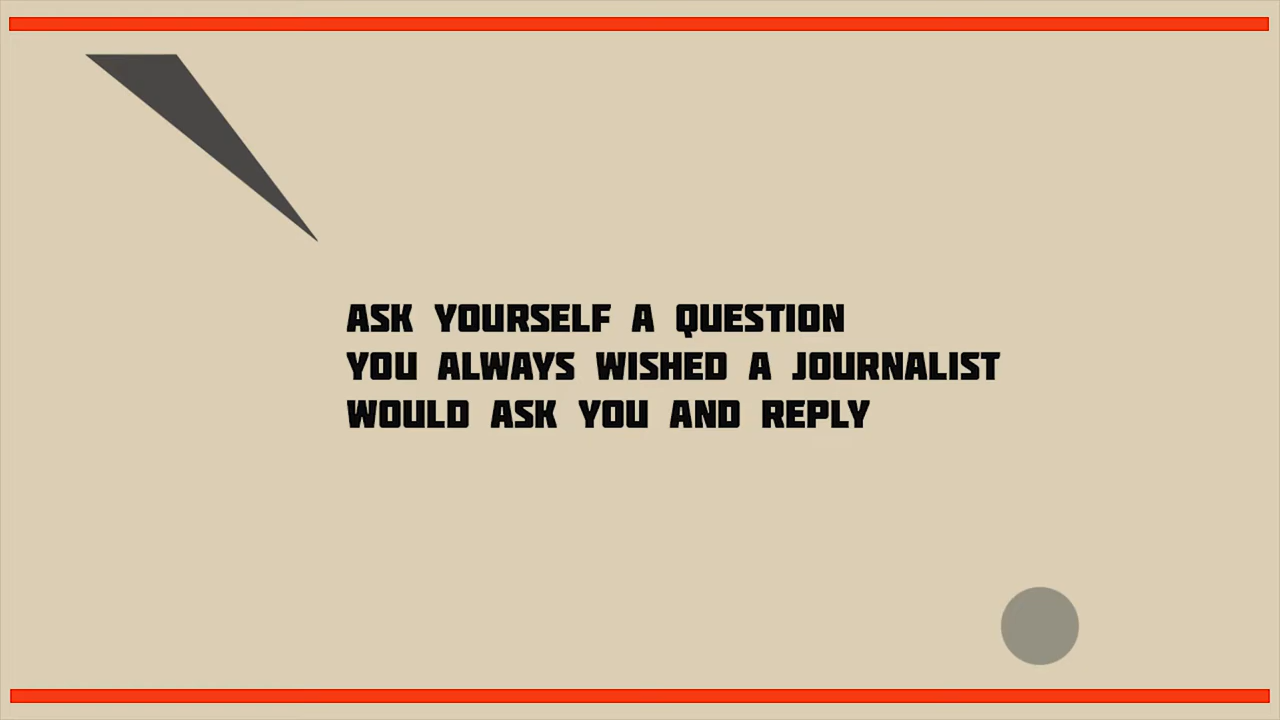 ASK YOURSELF A QUESTION
YOU ALWAYS WISHED A JOURNALIST
WOULD ASK YOU AND REPLY